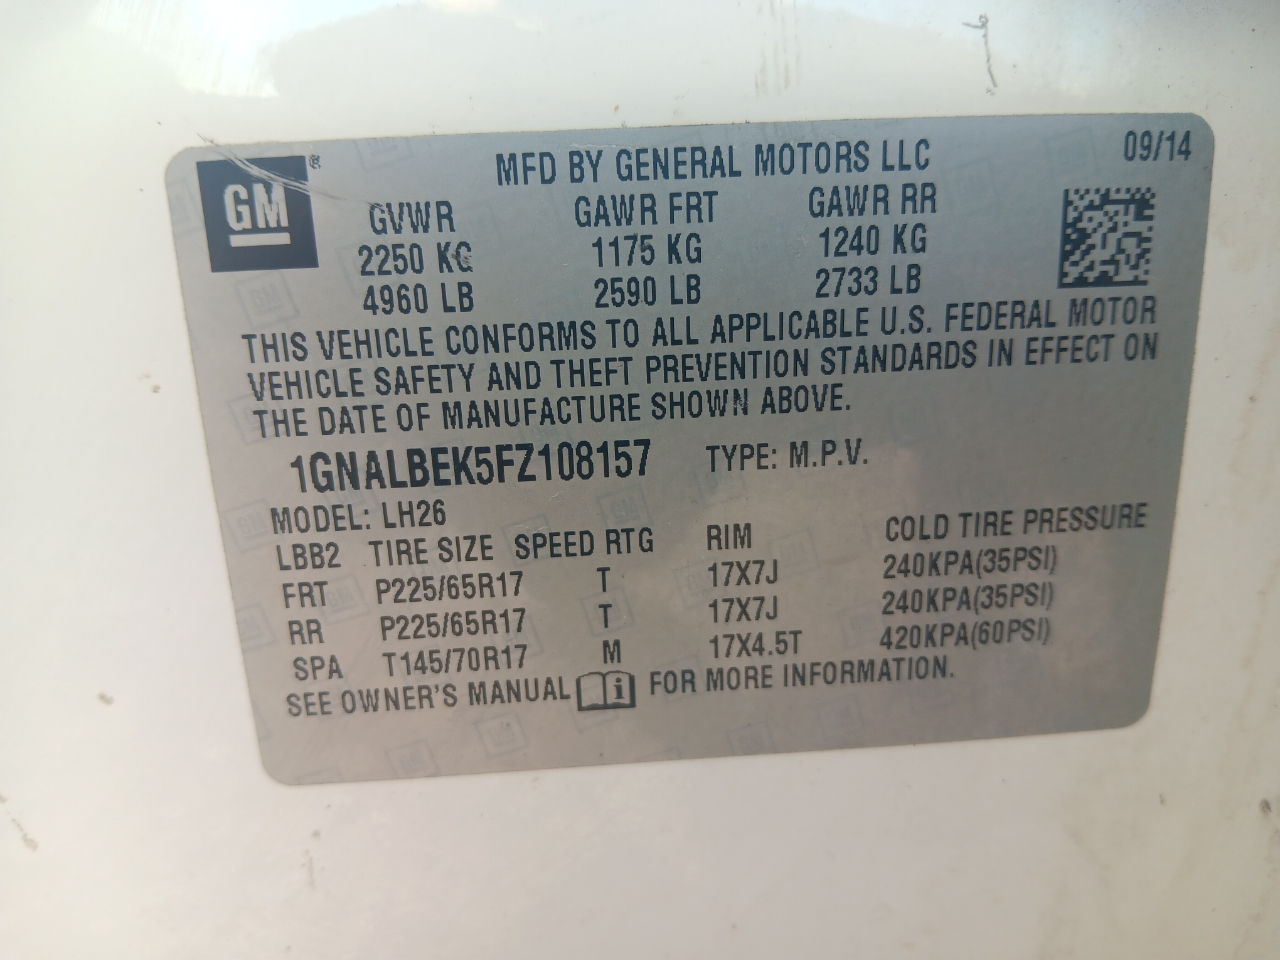 GM ®
MFD BY GENERAL MOTORS LLC 09/14
GVWR GAWR FRT GAWR RR
2250 KG 1175 KG 1240 KG
4960 LB 2590 LB 2733 LB
THIS VEHICLE CONFORMS TO ALL APPLICABLE U.S. FEDERAL MOTOR
VEHICLE SAFETY AND THEFT PREVENTION STANDARDS IN EFFECT ON
THE DATE OF MANUFACTURE SHOWN ABOVE.
1GNALBEK5FZ108157 TYPE: M.P.V.
MODEL: LH26
LBB2 TIRE SIZE SPEED RTG RIM COLD TIRE PRESSURE
FRT P225/65R17 T 17X7J 240KPA(35PSI)
RR P225/65R17 T 17X7J 240KPA(35PSI)
SPA T145/70R17 M 17X4.5T 420KPA(60PSI)
SEE OWNER'S MANUAL i FOR MORE INFORMATION.